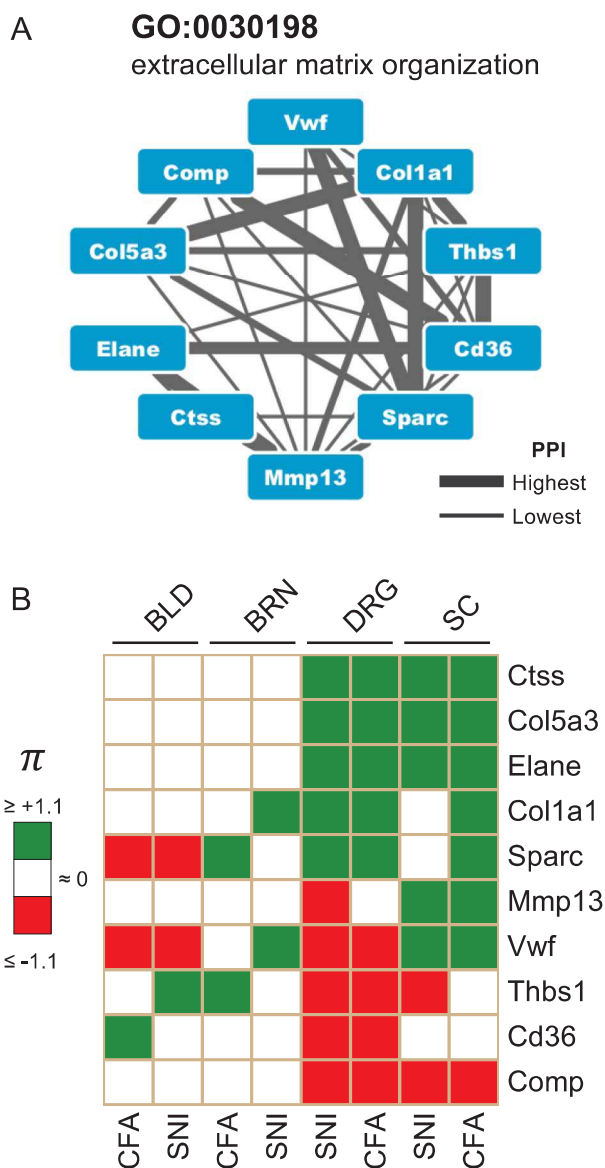 A
GO:0030198
extracellular matrix organization
Vwf
Comp
Col1a1
Col5a3
Thbs1
Elane
Cd36
Ctss
Sparc
Mmp13
PPI
Highest
Lowest
B
BLD
BRN
DRG
SC
Ctss
Col5a3
Elane
Col1a1
Sparc
Mmp13
Vwf
Thbs1
Cd36
Comp
π
≥ +1.1
≈ 0
≤ -1.1
CFA
SNI
CFA
SNI
SNI
CFA
SNI
CFA